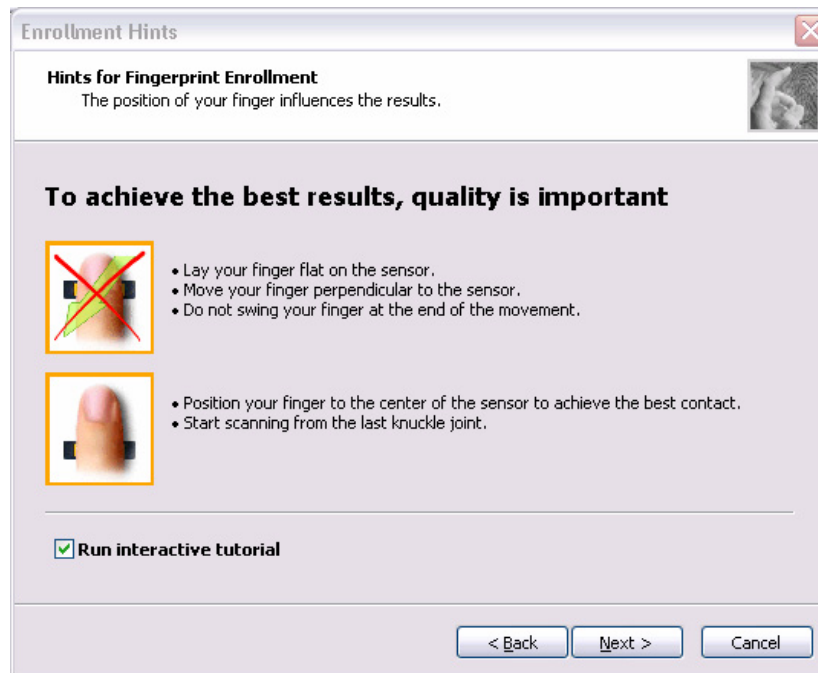 Enrollment Hints
Hints for Fingerprint Enrollment
The position of your finger influences the results.
To achieve the best results, quality is important
• Lay your finger flat on the sensor.
• Move your finger perpendicular to the sensor.
• Do not swing your finger at the end of the movement.
• Position your finger to the center of the sensor to achieve the best contact.
• Start scanning from the last knuckle joint.
Run interactive tutorial
< Back Next > Cancel